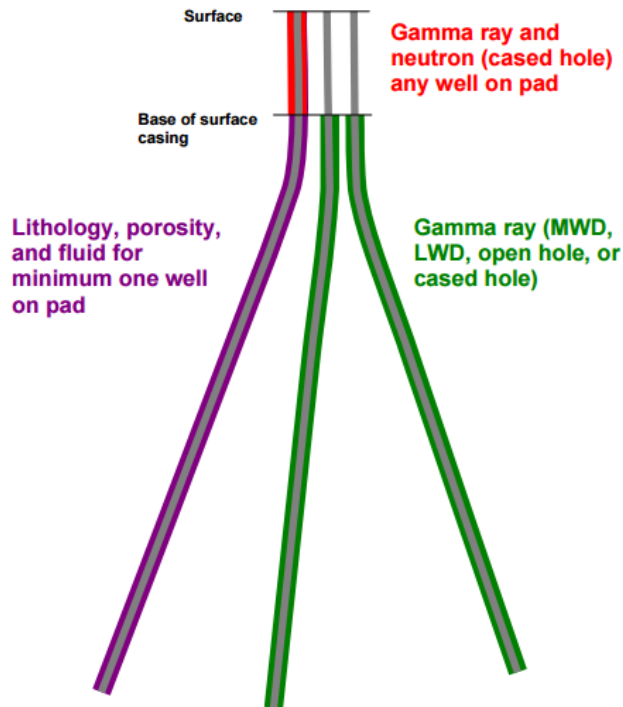 Surface
Gamma ray and
neutron (cased hole)
any well on pad
Base of surface
casing
Lithology, porosity,
and fluid for
minimum one well
on pad
Gamma ray (MWD,
LWD, open hole, or
cased hole)